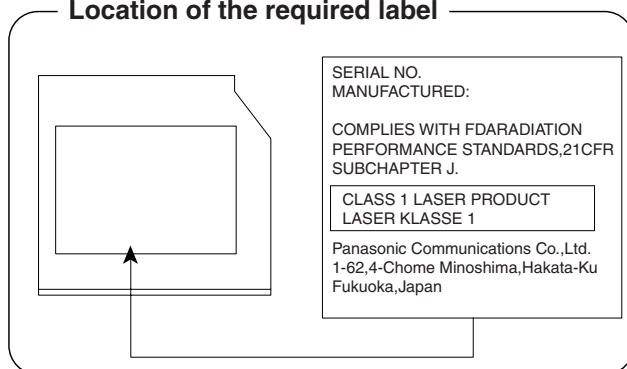 Location of the required label
SERIAL NO.
MANUFACTURED:
COMPLIES WITH FDARADIATION
PERFORMANCE STANDARDS,21CFR
SUBCHAPTER J.
CLASS 1 LASER PRODUCT
LASER KLASSE 1
Panasonic Communications Co.,Ltd.
1-62,4-Chome Minoshima,Hakata-Ku
Fukuoka,Japan